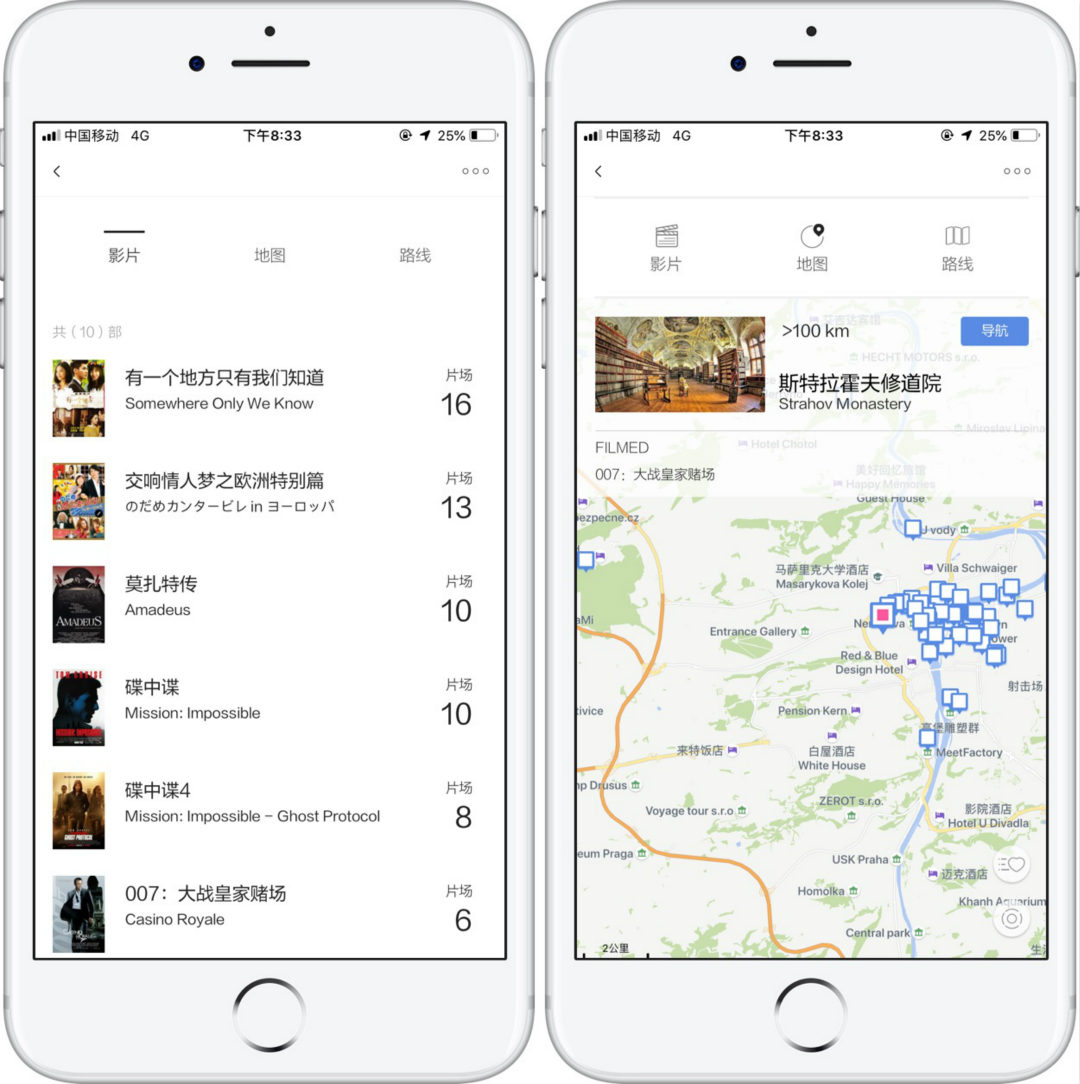 中国移动 4G 下午8:33 25%
影片 地图 路线
共（10）部
有一个地方只有我们知道 片场
Somewhere Only We Know 16
交响情人梦之欧洲特别篇 片场
のだめカンタービレ in ヨーロッパ 13
AMADEUS
莫扎特传 片场
Amadeus 10
碟中谍 片场
Mission: Impossible 10
GHOST PROTOCOL
碟中谍4 片场
Mission: Impossible – Ghost Protocol 8
007：大战皇家赌场 片场
Casino Royale 6
中国移动 4G 下午8:33 25%
影片 地图 路线
>100 km 导航
斯特拉霍夫修道院
Strahov Monastery
HECHT MOTORS s.r.o.
Miroslav Lipina
Hotel Chotol
FILMED
007：大战皇家赌场
美好回忆旅馆
Happy Memories
Guest House
ezpecne.cz
U vody
马萨里克大学酒店
Masarykova Kolej
Villa Schwaiger
Entrance Gallery
Red & Blue
Design Hotel
射击场
tivice
Pension Kern
来特饭店
白屋酒店
White House
MeetFactory
np Drusus
ZEROT s.r.o.
Voyage tour s.r.o
影院酒店
Hotel U Divadla
eum Praga
USK Praha
迈克酒店
Homolka
Khanh Aquarium
Central park
2公里